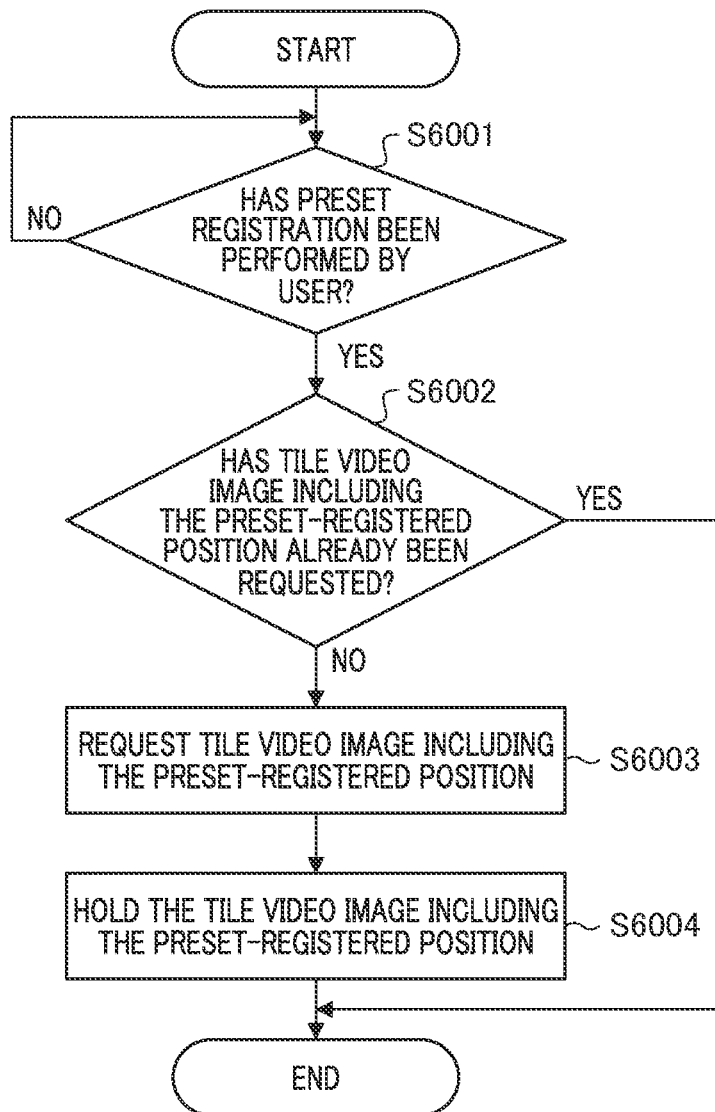 START
S6001
HAS PRESET
REGISTRATION BEEN
PERFORMED BY
USER?
NO
YES
S6002
HAS TILE VIDEO
IMAGE INCLUDING
THE PRESET-REGISTERED
POSITION ALREADY BEEN
REQUESTED?
YES
NO
REQUEST TILE VIDEO IMAGE INCLUDING
THE PRESET-REGISTERED POSITION
S6003
HOLD THE TILE VIDEO IMAGE INCLUDING
THE PRESET-REGISTERED POSITION
S6004
END